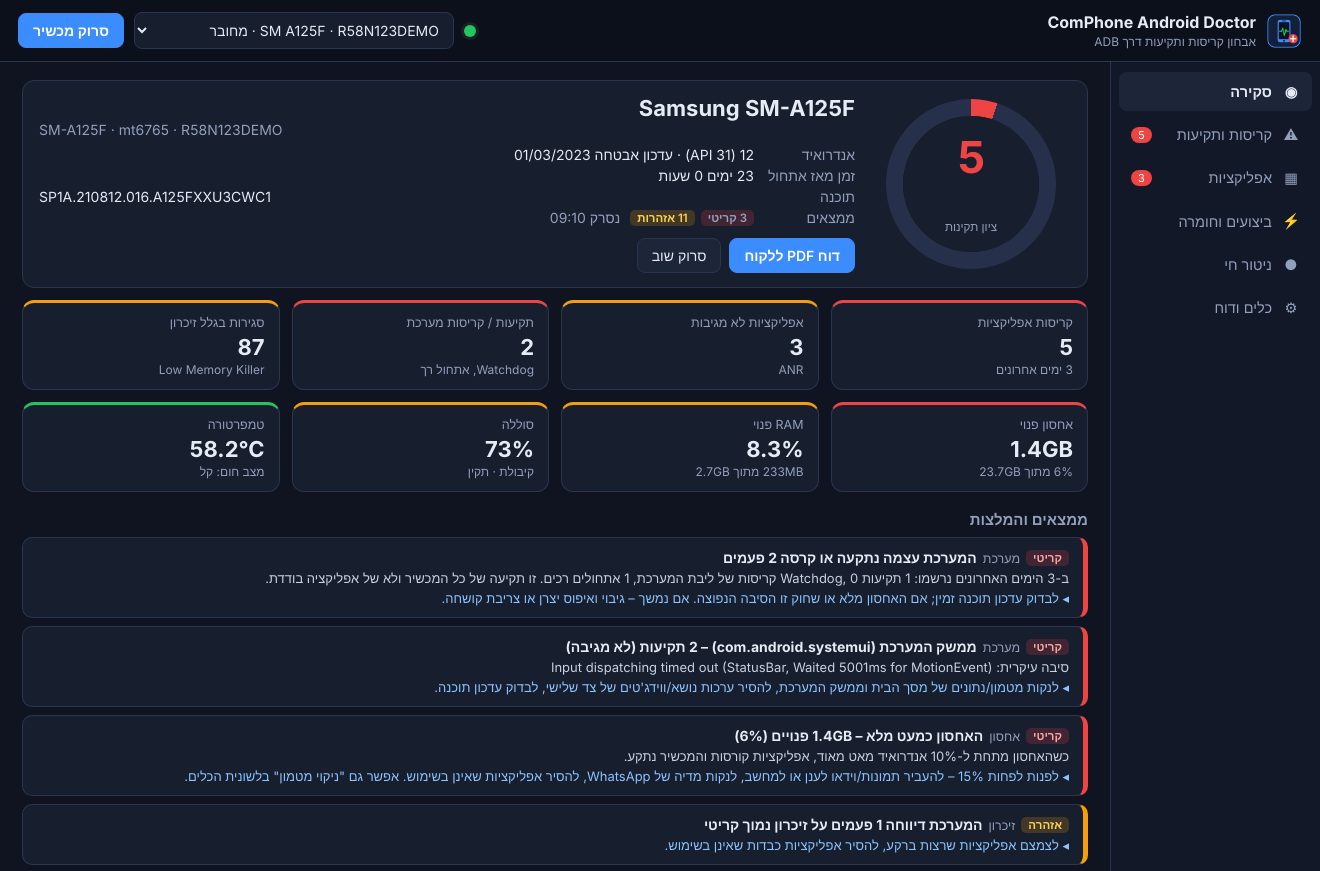 ComPhone Android Doctor
אבחון קריסות ותקיעות דרך ADB
SM A125F · R58N123DEMO · מחובר
סרוק מכשיר
סקירה
קריסות ותקיעות 5
אפליקציות 3
ביצועים וחומרה
ניטור חי
כלים ודוח
5
ציון תקינות
Samsung SM-A125F
SM-A125F · mt6765 · R58N123DEMO
אנדרואיד 12 (API 31) · עדכון אבטחה 01/03/2023
זמן מאז אתחול 23 ימים 0 שעות
תוכנה SP1A.210812.016.A125FXXU3CWC1
ממצאים 3 קריטי 11 אזהרות נסרק 09:10
דוח PDF ללקוח
סרוק שוב
קריסות אפליקציות
5
3 ימים אחרונים
אפליקציות לא מגיבות
3
ANR
תקיעות / קריסות מערכת
2
Watchdog, אתחול רך
סגירות בגלל זיכרון
87
Low Memory Killer
אחסון פנוי
1.4GB
6% מתוך 23.7GB
RAM פנוי
8.3%
233MB מתוך 2.7GB
סוללה
73%
קיבולת · תקין
טמפרטורה
58.2°C
מצב חום: קל
ממצאים והמלצות
קריטי מערכת המערכת עצמה נתקעה או קרסה 2 פעמים
ב-3 הימים האחרונים נרשמו: 1 תקיעות Watchdog, 0 קריסות של ליבת המערכת, 1 אתחולים רכים. זו תקיעה של כל המכשיר ולא של אפליקציה בודדת.
◂ לבדוק עדכון תוכנה זמין; אם האחסון מלא או שחוק זו הסיבה הנפוצה. אם נמשך – גיבוי ואיפוס יצרן או צריבת קושחה.
קריטי מערכת ממשק המערכת (com.android.systemui) – 2 תקיעות (לא מגיבה)
סיבה עיקרית: Input dispatching timed out (StatusBar, Waited 5001ms for MotionEvent)
◂ לנקות מטמון/נתונים של מסך הבית וממשק המערכת, להסיר ערכות נושא/ווידג'טים של צד שלישי, לבדוק עדכון תוכנה.
קריטי אחסון האחסון כמעט מלא – 1.4GB פנויים (6%)
כשהאחסון מתחת ל-10% אנדרואיד מאט מאוד, אפליקציות קורסות והמכשיר נתקע.
◂ לפנות לפחות 15% – להעביר תמונות/וידאו לענן או למחשב, לנקות מדיה של WhatsApp, להסיר אפליקציות שאינן בשימוש. אפשר גם "ניקוי מטמון" בלשונית הכלים.
אזהרה זיכרון המערכת דיווחה 1 פעמים על זיכרון נמוך קריטי
◂ לצמצם אפליקציות שרצות ברקע, להסיר אפליקציות כבדות שאינן בשימוש.